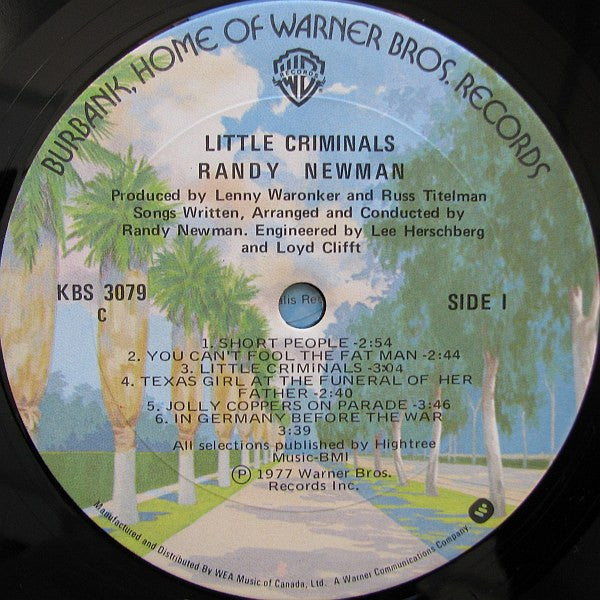 BURBANK, HOME OF WARNER BROS. RECORDS
RECORDS
LITTLE CRIMINALS
RANDY NEWMAN
Produced by Lenny Waronker and Russ Titelman
Songs Written, Arranged and Conducted by
Randy Newman. Engineered by Lee Herschberg
and Loyd Clifft
KBS 3079
C
SIDE I
1. SHORT PEOPLE -2:54
2. YOU CAN'T FOOL THE FAT MAN -2:44
3. LITTLE CRIMINALS -3:04
4. TEXAS GIRL AT THE FUNERAL OF HER
FATHER -2:40
5. JOLLY COPPERS ON PARADE -3:46
6. IN GERMANY BEFORE THE WAR
3:39
All selections published by Hightree
Music-BMI
Ⓟ 1977 Warner Bros.
Records Inc.
Manufactured and Distributed By WEA Music of Canada, Ltd. A Warner Communications Company.